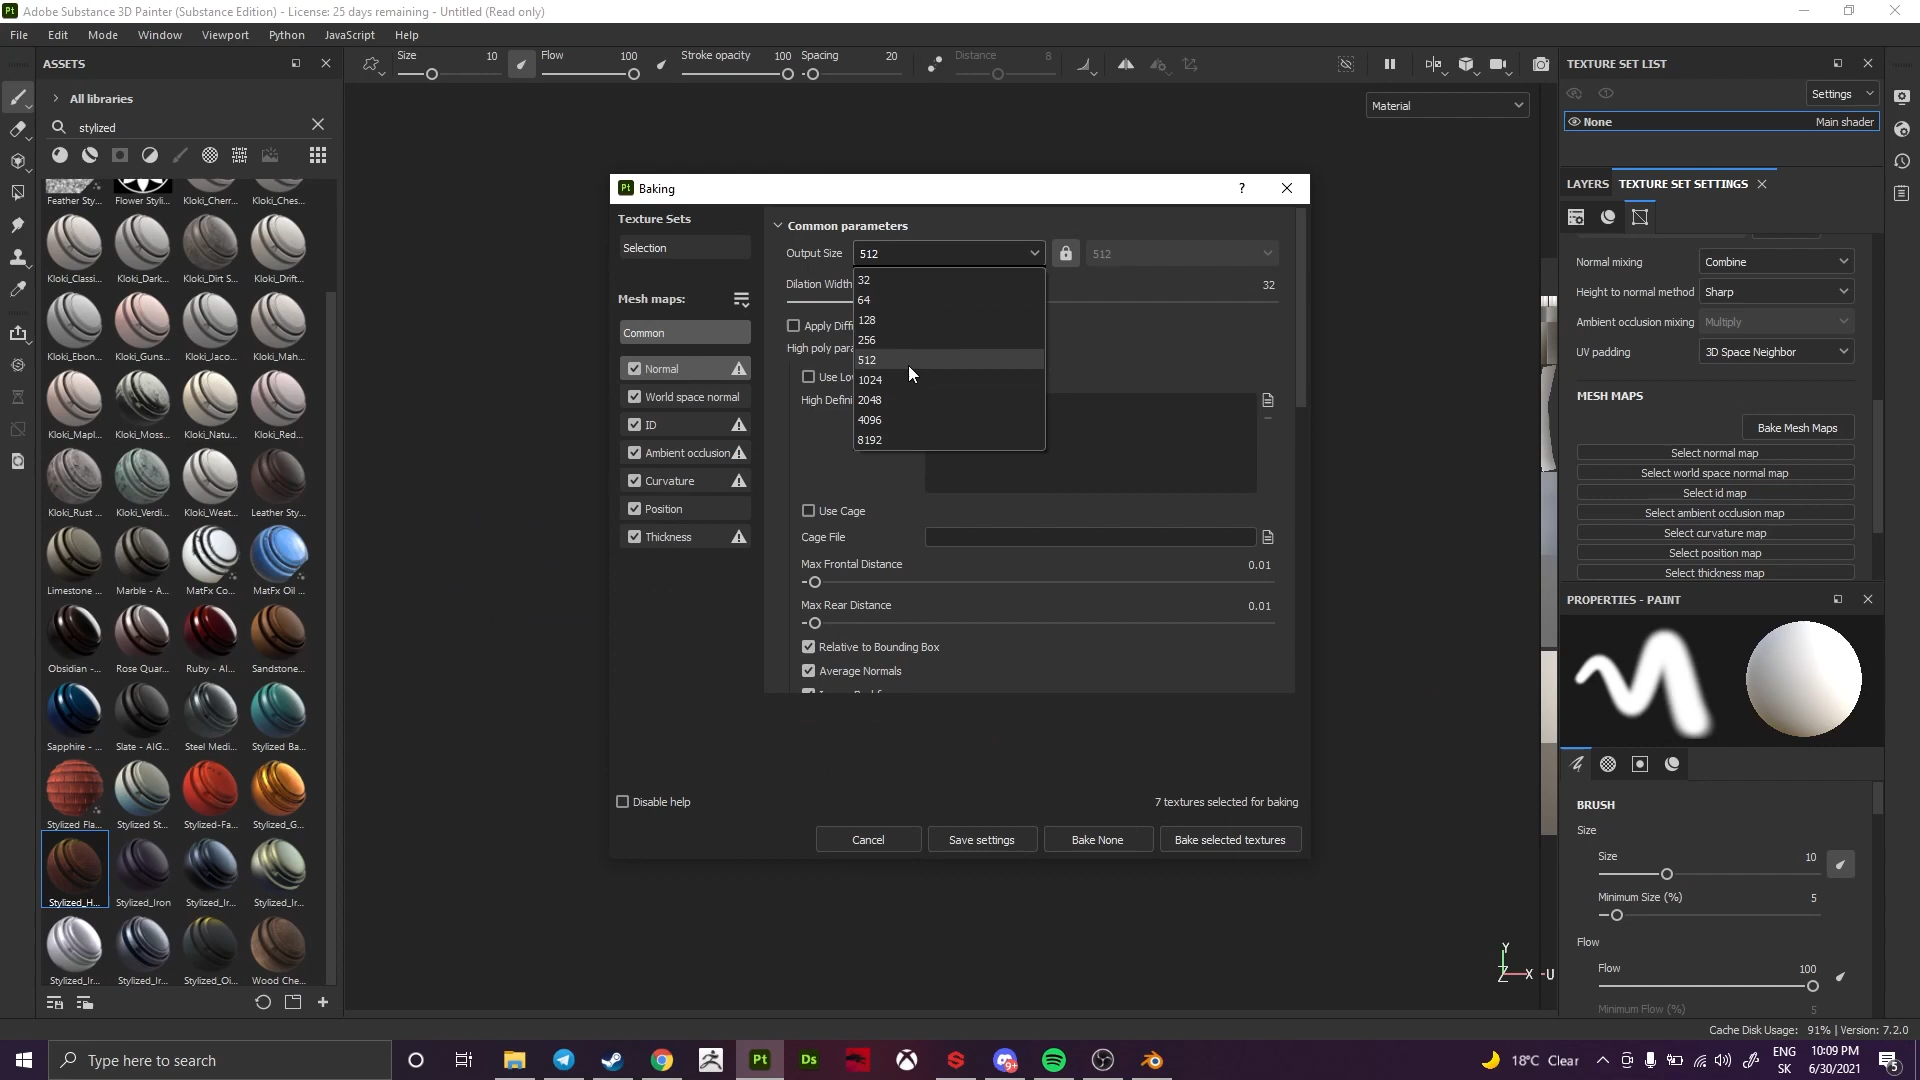 Adobe Substance 3D Painter (Substance Edition) - License: 25 days remaining - Untitled (Read only)
File Edit Mode Window Viewport Python JavaScript Help
ASSETS
Size 10 Flow 100 Stroke opacity 100 Spacing 20 Distance 8
All libraries
stylized
Material
Feather Sty... Flower Styli... Kloki_Cherr... Kloki_Ches...
Kloki_Classi... Kloki_Dark... Kloki_Dirt S... Kloki_Drift...
Kloki_Ebon... Kloki_Guns... Kloki_Jaco... Kloki_Mah...
Kloki_Mapl... Kloki_Moss... Kloki_Natu... Kloki_Red...
Kloki_Rust ... Kloki_Verdi... Kloki_Weat... Leather Sty...
Limestone ... Marble - A... MatFx Co... MatFx Oil ...
Obsidian -... Rose Quar... Ruby - AI... Sandstone...
Sapphire - ... Slate - AIG... Steel Medi... Stylized Ba...
Stylized Fla... Stylized St... Stylized-Fa... Stylized_G...
Stylized_H... Stylized_Iron Stylized_Ir... Stylized_Ir...
Stylized_Ir... Stylized_Ir... Stylized_Oi... Wood Che...
Pt Baking ?
Texture Sets
Selection
Mesh maps:
Common
Normal
World space normal
ID
Ambient occlusion
Curvature
Position
Thickness
Common parameters
Output Size 512 512
32
64
128
256
512
1024
2048
4096
8192
Dilation Width 32
Apply Diff
High poly para
Use Lo
High Defini
Use Cage
Cage File
Max Frontal Distance 0.01
Max Rear Distance 0.01
Relative to Bounding Box
Average Normals
Disable help
7 textures selected for baking
Cancel Save settings Bake None Bake selected textures
Y
Z X U
TEXTURE SET LIST
Settings
None Main shader
LAYERS TEXTURE SET SETTINGS
Normal mixing Combine
Height to normal method Sharp
Ambient occlusion mixing Multiply
UV padding 3D Space Neighbor
MESH MAPS
Bake Mesh Maps
Select normal map
Select world space normal map
Select id map
Select ambient occlusion map
Select curvature map
Select position map
Select thickness map
PROPERTIES - PAINT
BRUSH
Size
Size 10
Minimum Size (%) 5
Flow
Flow 100
Minimum Flow (%) 5
Cache Disk Usage: 91% | Version: 7.2.0
Type here to search
Pt Ds
9+
18°C Clear
ENG
SK
10:09 PM
6/30/2021
5